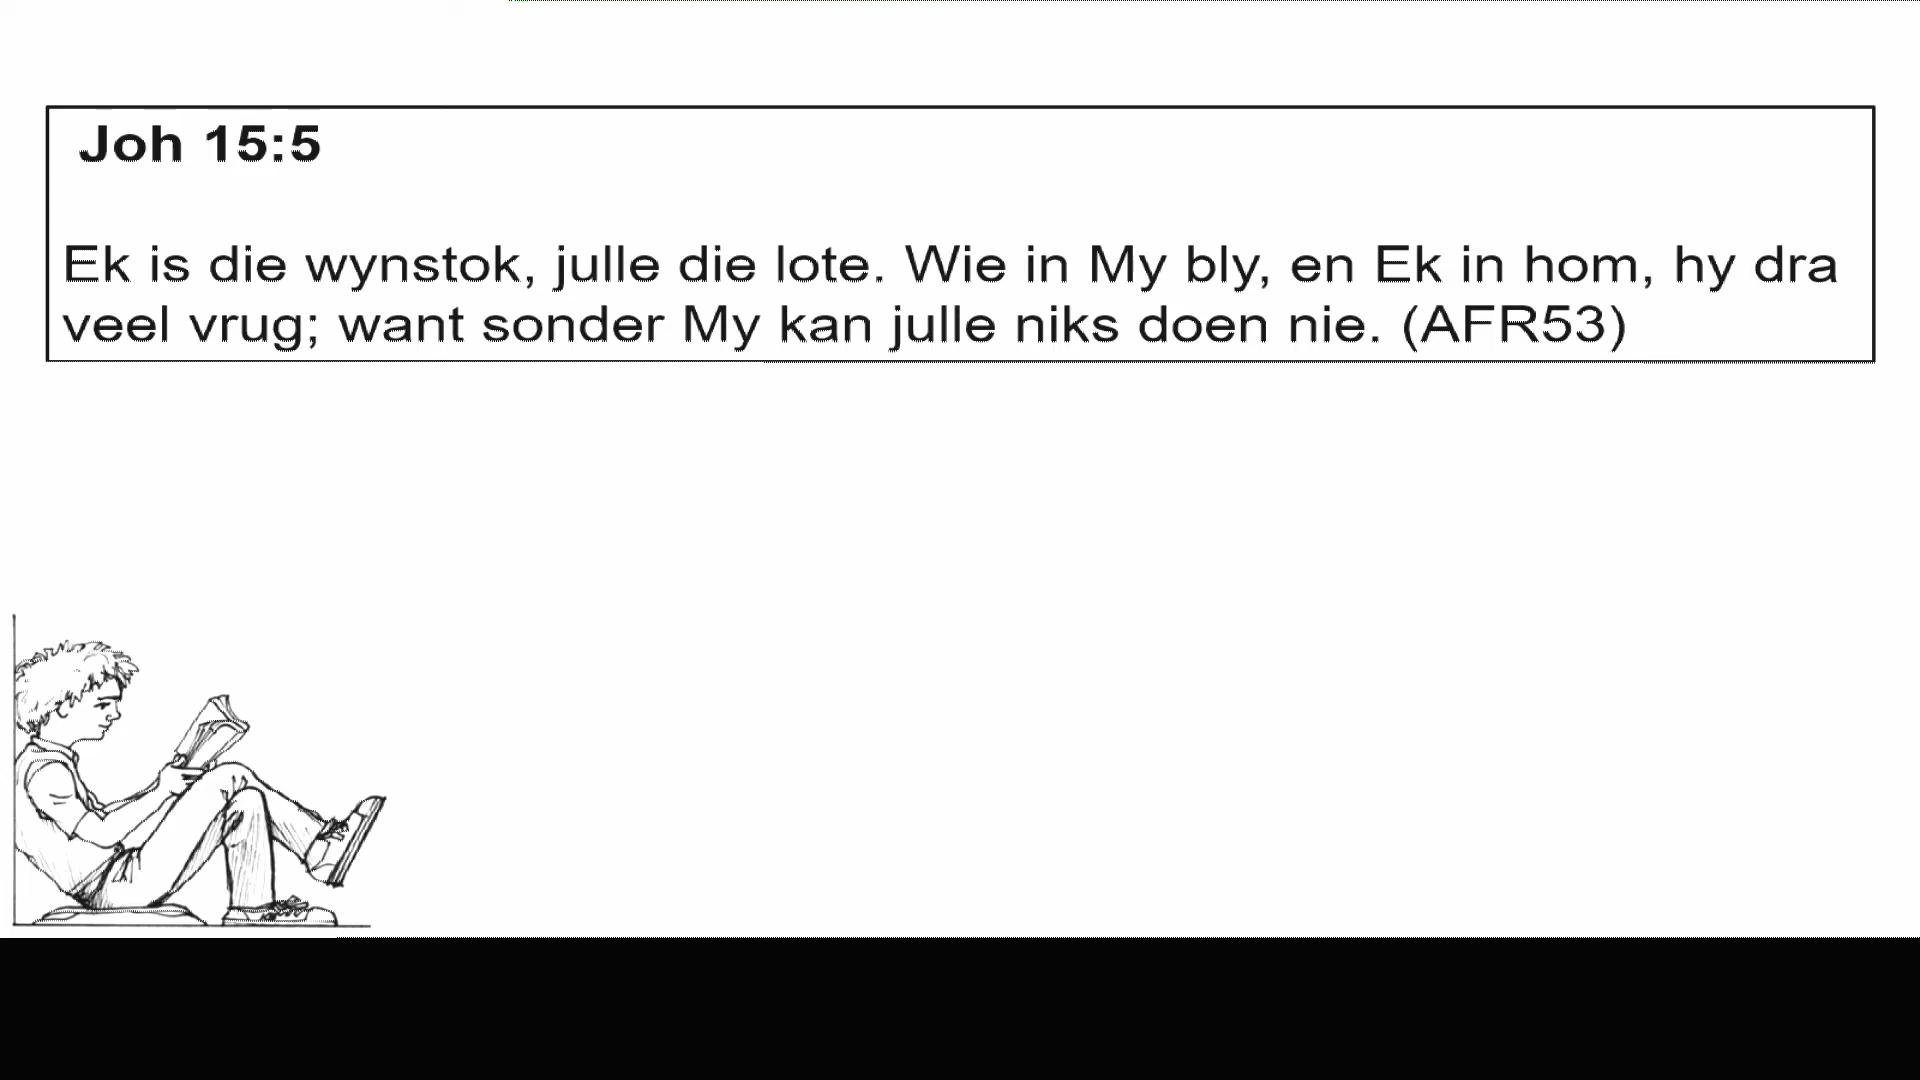 Joh 15:5
Ek is die wynstok, julle die lote. Wie in My bly, en Ek in hom, hy dra
veel vrug; want sonder My kan julle niks doen nie. (AFR53)